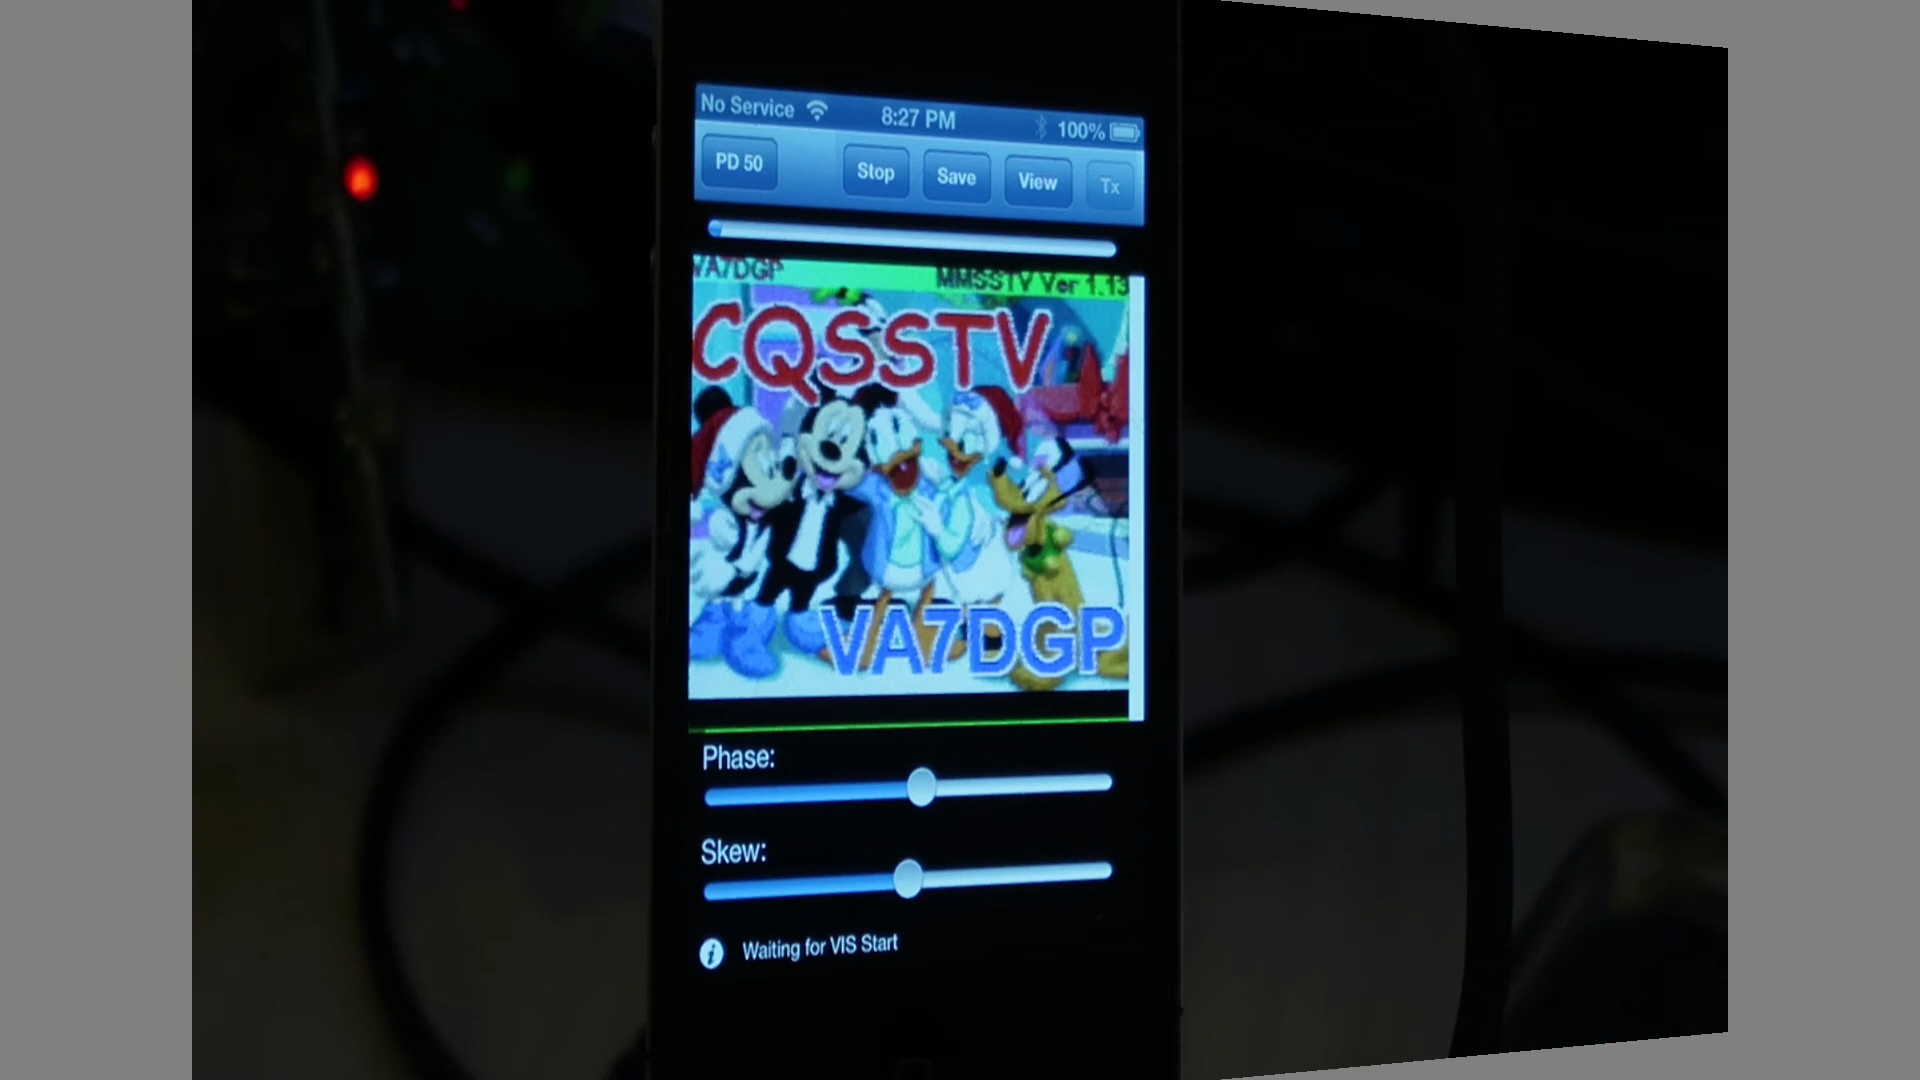 No Service 8:27 PM 100%
PD 50 Stop Save View Tx
VA7DGP MMSSTV Ver 1.13
CQSSTV
VA7DGP
Phase:
Skew:
i Waiting for VIS Start